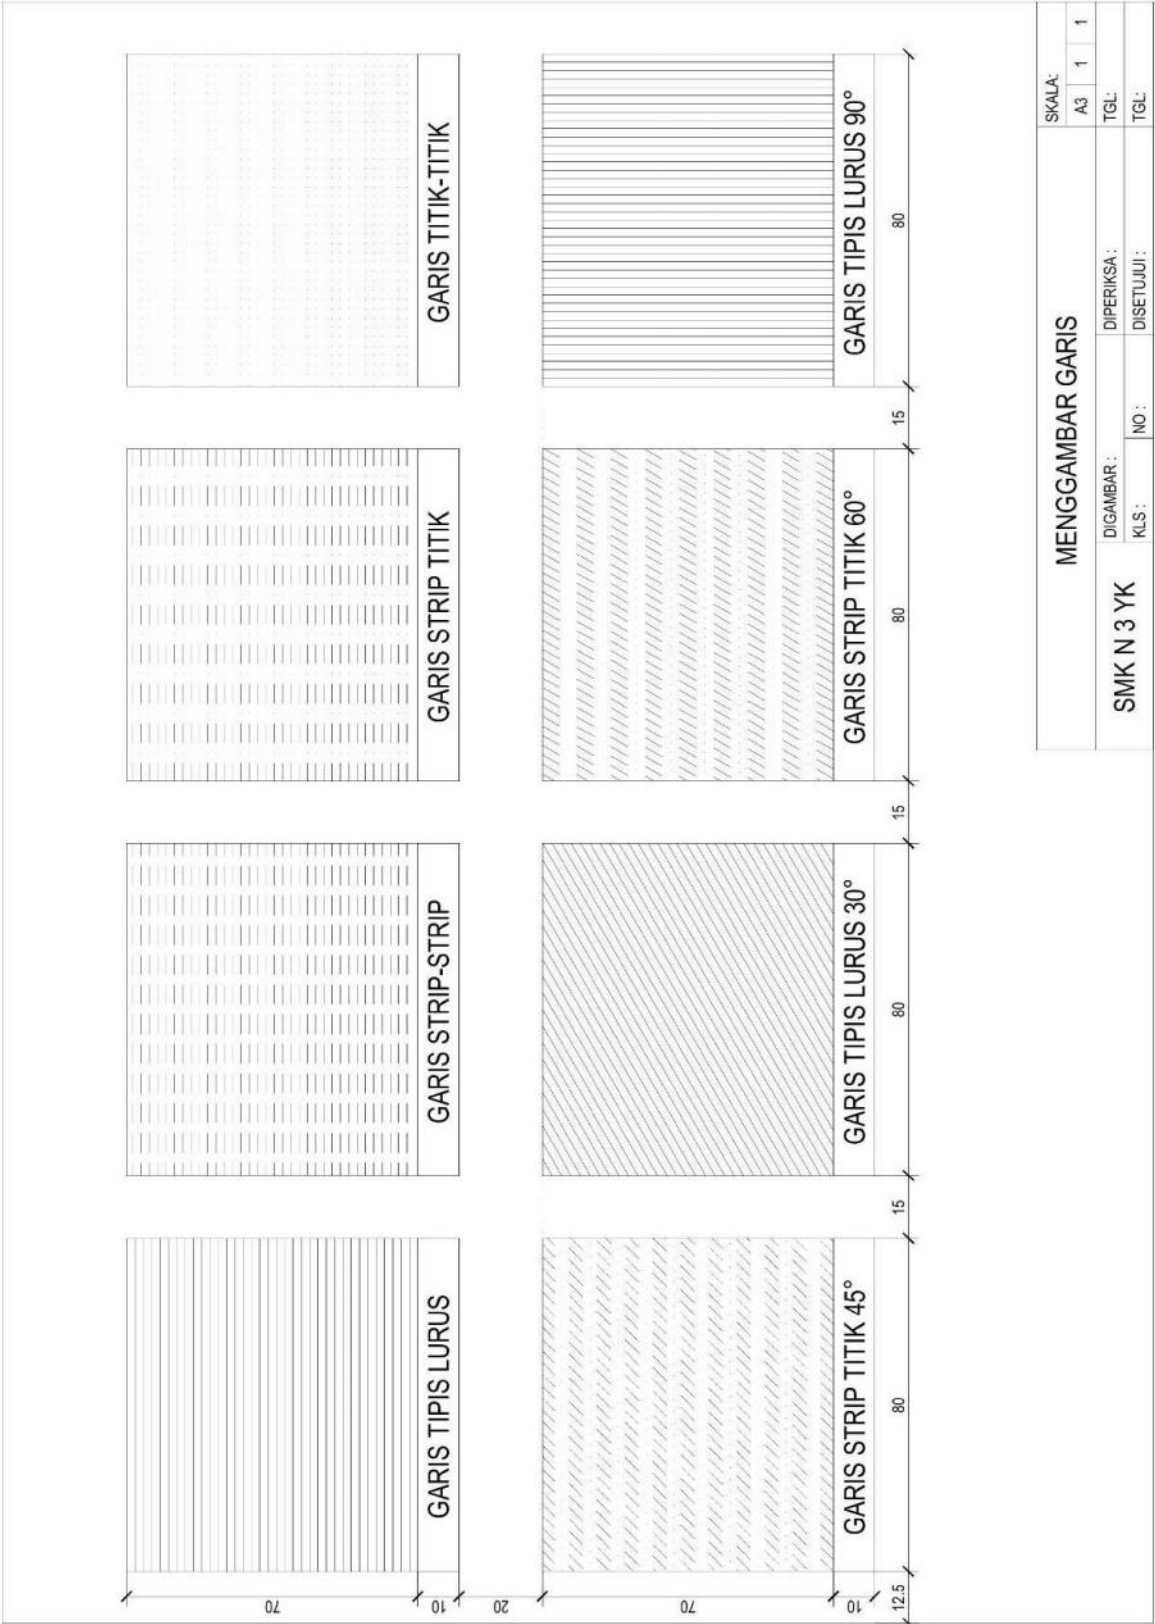 GARIS TIPIS LURUS
GARIS STRIP-STRIP
GARIS STRIP TITIK
GARIS TITIK-TITIK
70
10
20
GARIS STRIP TITIK 45°
GARIS TIPIS LURUS 30°
GARIS STRIP TITIK 60°
GARIS TIPIS LURUS 90°
70
10
12.5
80
15
80
15
80
15
80
MENGGAMBAR GARIS
SKALA:
A3 1 1
SMK N 3 YK
DIGAMBAR :
DIPERIKSA :
TGL:
KLS :
NO :
DISETUJUI :
TGL: